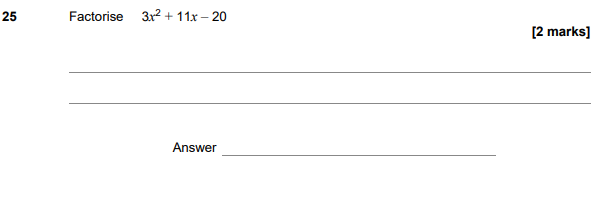 25 Factorise 3x² + 11x – 20
[2 marks]
Answer